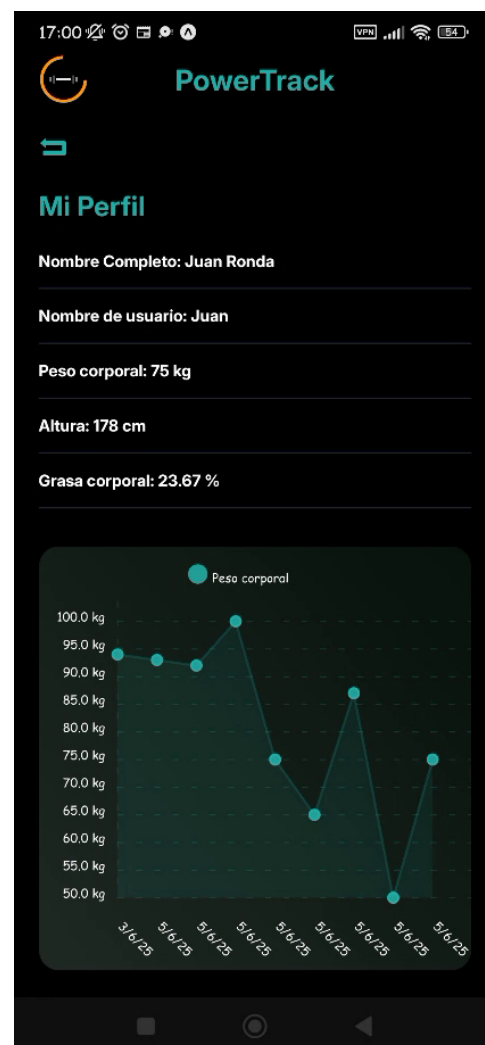 17:00
VPN
54
PowerTrack
Mi Perfil
Nombre Completo: Juan Ronda
Nombre de usuario: Juan
Peso corporal: 75 kg
Altura: 178 cm
Grasa corporal: 23.67 %
Peso corporal
100.0 kg
95.0 kg
90.0 kg
85.0 kg
80.0 kg
75.0 kg
70.0 kg
65.0 kg
60.0 kg
55.0 kg
50.0 kg
3/6/25 5/6/25 5/6/25 5/6/25 5/6/25 5/6/25 5/6/25 5/6/25 5/6/25